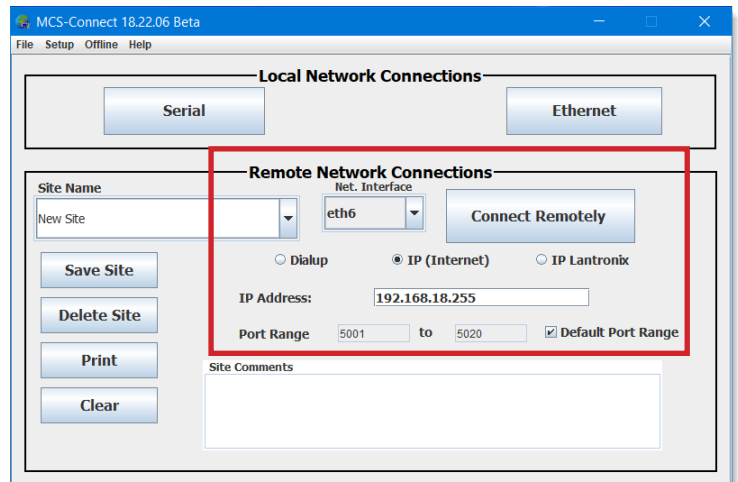 MCS-Connect 18.22.06 Beta
File Setup Offline Help
Local Network Connections
Serial
Ethernet
Remote Network Connections
Site Name
Net. Interface
New Site
eth6
Connect Remotely
Save Site
Dialup
IP (Internet)
IP Lantronix
Delete Site
IP Address:
192.168.18.255
Port Range
5001
to
5020
Default Port Range
Print
Site Comments
Clear